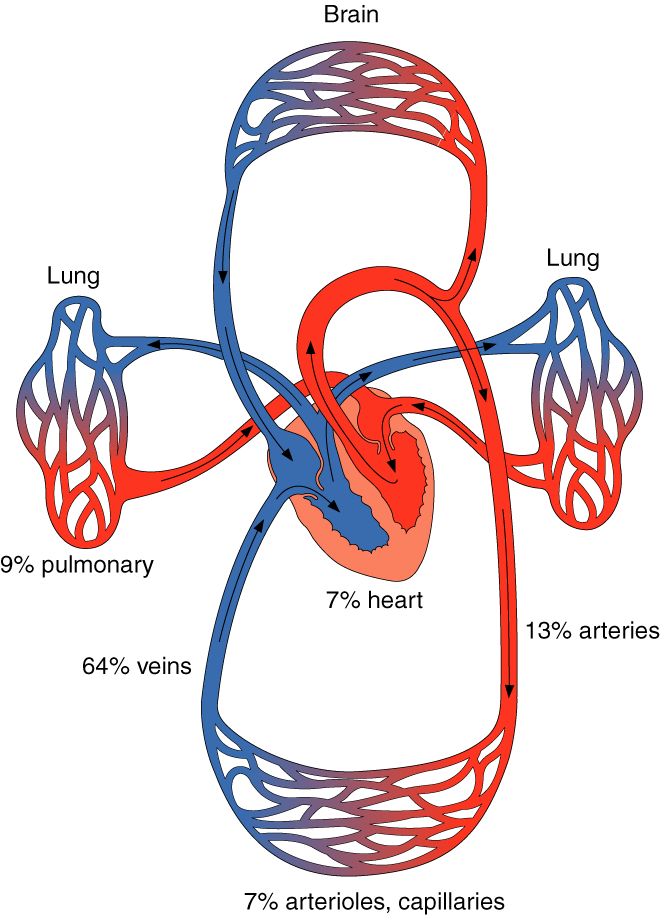 Brain
Lung
Lung
9% pulmonary
7% heart
13% arteries
64% veins
7% arterioles, capillaries